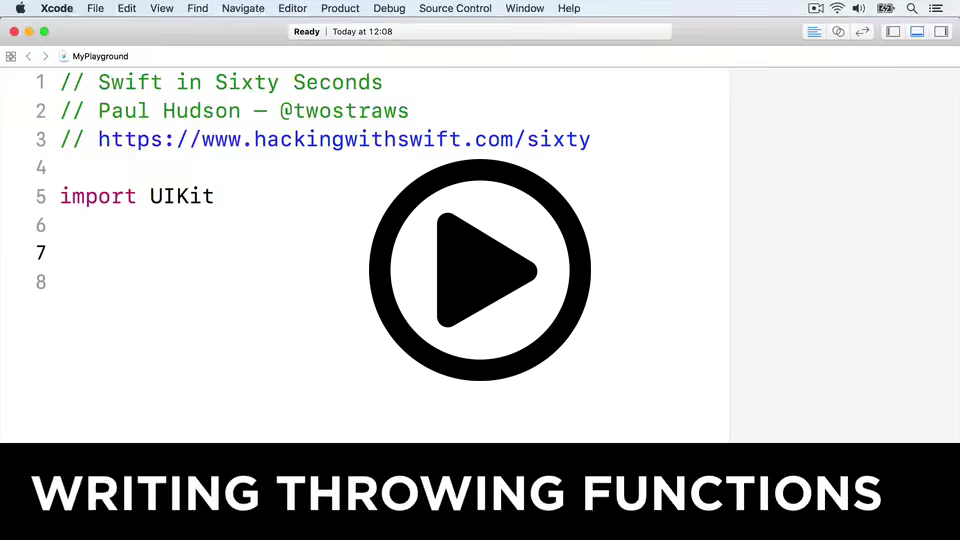 Xcode File Edit View Find Navigate Editor Product Debug Source Control Window Help
Ready | Today at 12:08
MyPlayground
1 // Swift in Sixty Seconds
2 // Paul Hudson — @twostraws
3 // https://www.hackingwithswift.com/sixty
4
5 import UIKit
6
7
8
WRITING THROWING FUNCTIONS